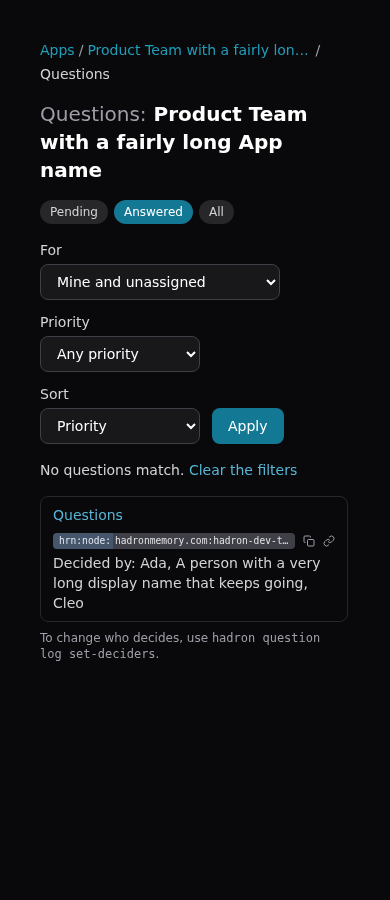 Apps / Product Team with a fairly lon… /
Questions
Questions: Product Team
with a fairly long App
name
Pending Answered All
For
Mine and unassigned
Priority
Any priority
Sort
Priority Apply
No questions match. Clear the filters
Questions
hrn:node: hadronmemory.com:hadron-dev-t…
Decided by: Ada, A person with a very
long display name that keeps going,
Cleo
To change who decides, use hadron question
log set-deciders.